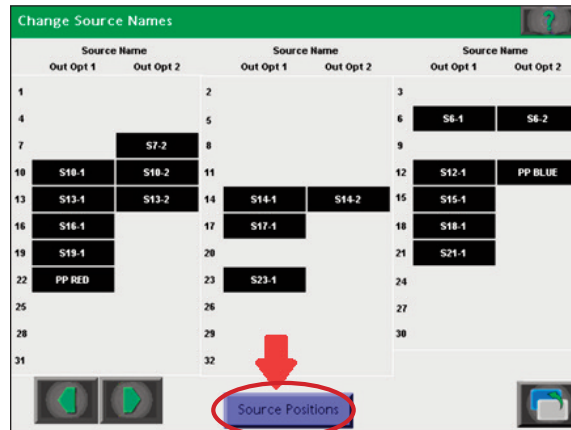 Change Source Names
?
Source Name Source Name Source Name
Out Opt 1 Out Opt 2 Out Opt 1 Out Opt 2 Out Opt 1 Out Opt 2
1 2 3
4 5 6 S6-1 S6-2
7 S7-2 8 9
10 S10-1 S10-2 11 12 S12-1 PP BLUE
13 S13-1 S13-2 14 S14-1 S14-2 15 S15-1
16 S16-1 17 S17-1 18 S18-1
19 S19-1 20 21 S21-1
22 PP RED 23 S23-1 24
25 26 27
28 29 30
31 32
Source Positions